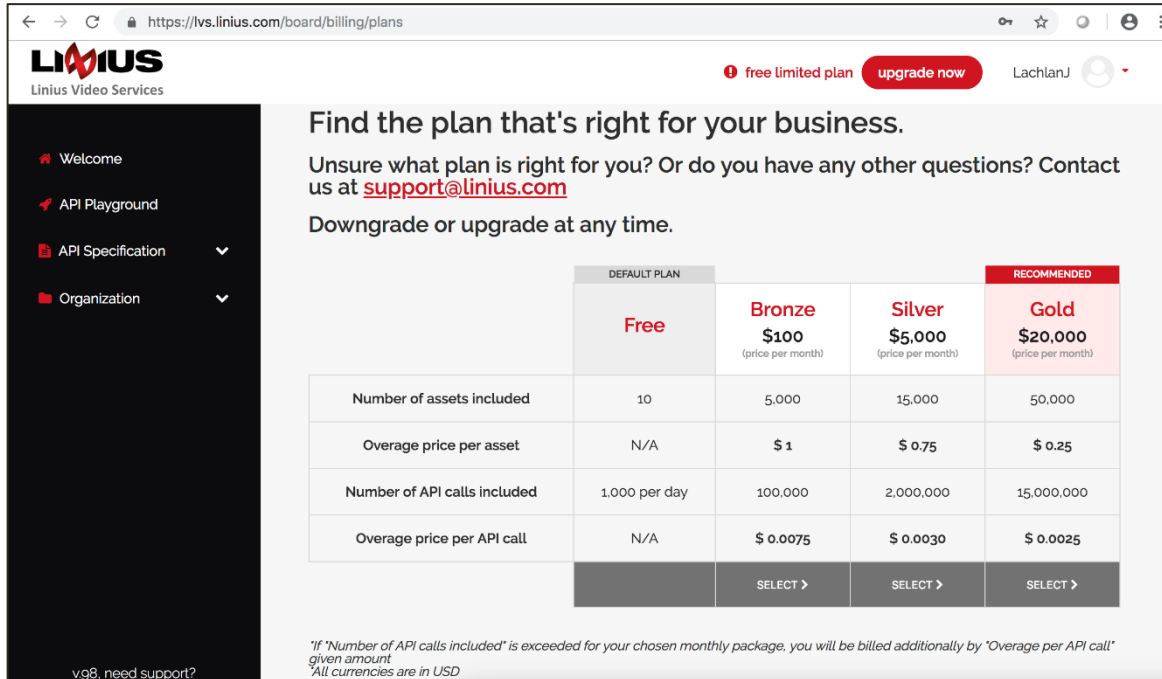 https://lvs.linius.com/board/billing/plans
LINIUS
Linius Video Services
free limited plan
upgrade now
LachlanJ
Welcome
API Playground
API Specification
Organization
v.98, need support?
Find the plan that's right for your business.
Unsure what plan is right for you? Or do you have any other questions? Contact
us at support@linius.com
Downgrade or upgrade at any time.
DEFAULT PLAN
RECOMMENDED
Free
Bronze
$100
(price per month)
Silver
$5,000
(price per month)
Gold
$20,000
(price per month)
Number of assets included 10 5,000 15,000 50,000
Overage price per asset N/A $ 1 $ 0.75 $ 0.25
Number of API calls included 1,000 per day 100,000 2,000,000 15,000,000
Overage price per API call N/A $ 0.0075 $ 0.0030 $ 0.0025
SELECT > SELECT > SELECT >
*If "Number of API calls included" is exceeded for your chosen monthly package, you will be billed additionally by "Overage per API call"
given amount
*All currencies are in USD